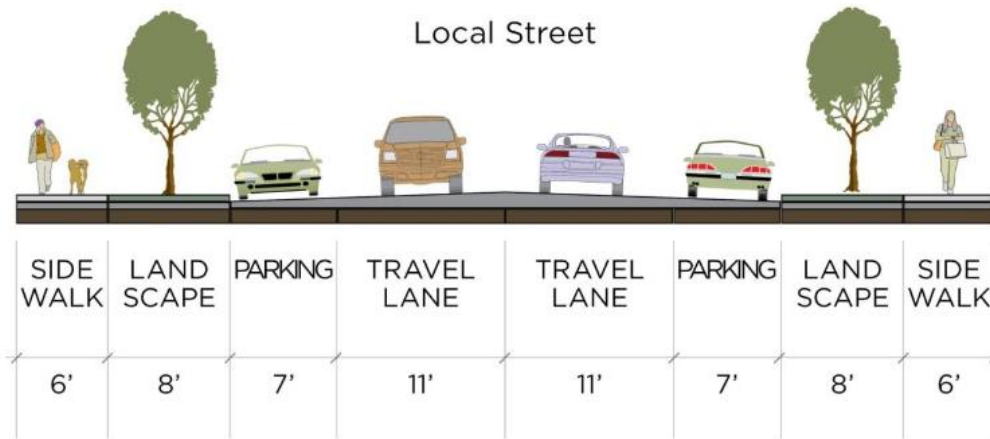 Local Street
SIDE
WALK
LAND
SCAPE
PARKING
TRAVEL
LANE
TRAVEL
LANE
PARKING
LAND
SCAPE
SIDE
WALK
6’ 8’ 7’ 11’ 11’ 7’ 8’ 6’